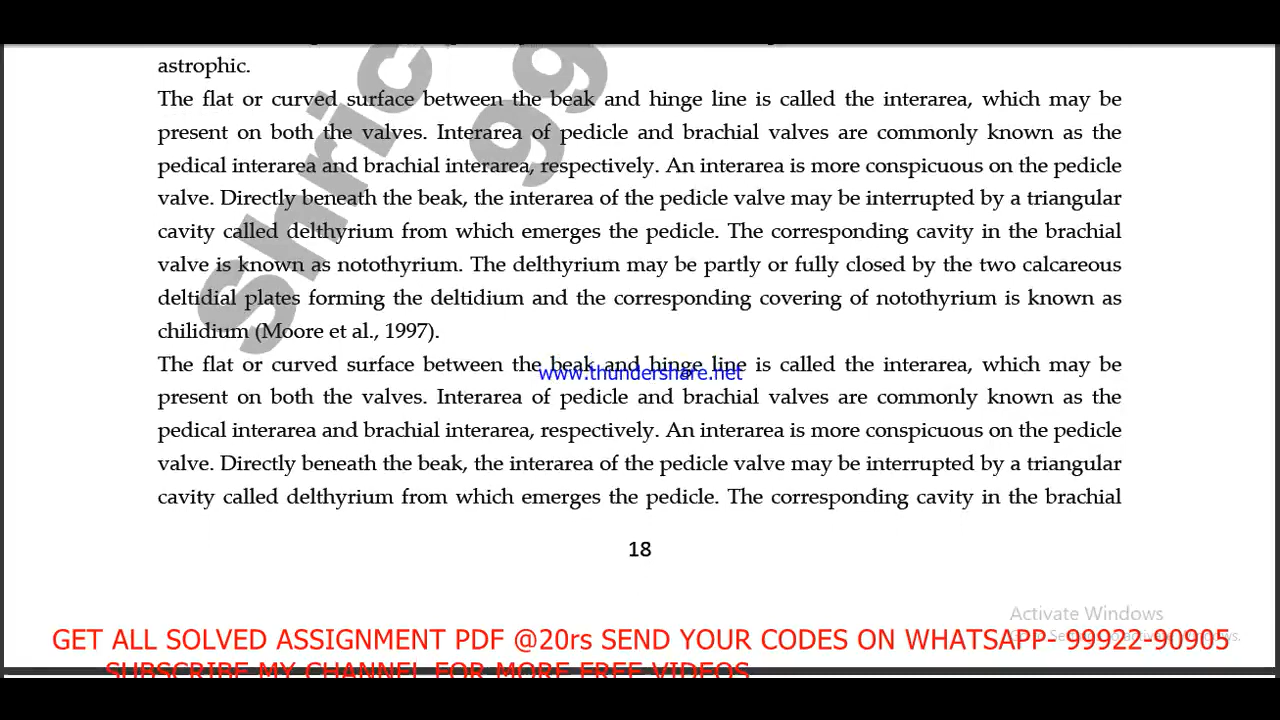 astrophic.
The flat or curved surface between the beak and hinge line is called the interarea, which may be
present on both the valves. Interarea of pedicle and brachial valves are commonly known as the
pedical interarea and brachial interarea, respectively. An interarea is more conspicuous on the pedicle
valve. Directly beneath the beak, the interarea of the pedicle valve may be interrupted by a triangular
cavity called delthyrium from which emerges the pedicle. The corresponding cavity in the brachial
valve is known as notothyrium. The delthyrium may be partly or fully closed by the two calcareous
deltidial plates forming the deltidium and the corresponding covering of notothyrium is known as
chilidium (Moore et al., 1997).
The flat or curved surface between the beak and hinge line is called the interarea, which may be
www.thundershare.net
present on both the valves. Interarea of pedicle and brachial valves are commonly known as the
pedical interarea and brachial interarea, respectively. An interarea is more conspicuous on the pedicle
valve. Directly beneath the beak, the interarea of the pedicle valve may be interrupted by a triangular
cavity called delthyrium from which emerges the pedicle. The corresponding cavity in the brachial
18
Activate Windows
GET ALL SOLVED ASSIGNMENT PDF @20rs SEND YOUR CODES ON WHATSAPP- 99922-90905
SUBSCRIBE MY CHANNEL FOR MORE FREE VIDEOS
Shric
99